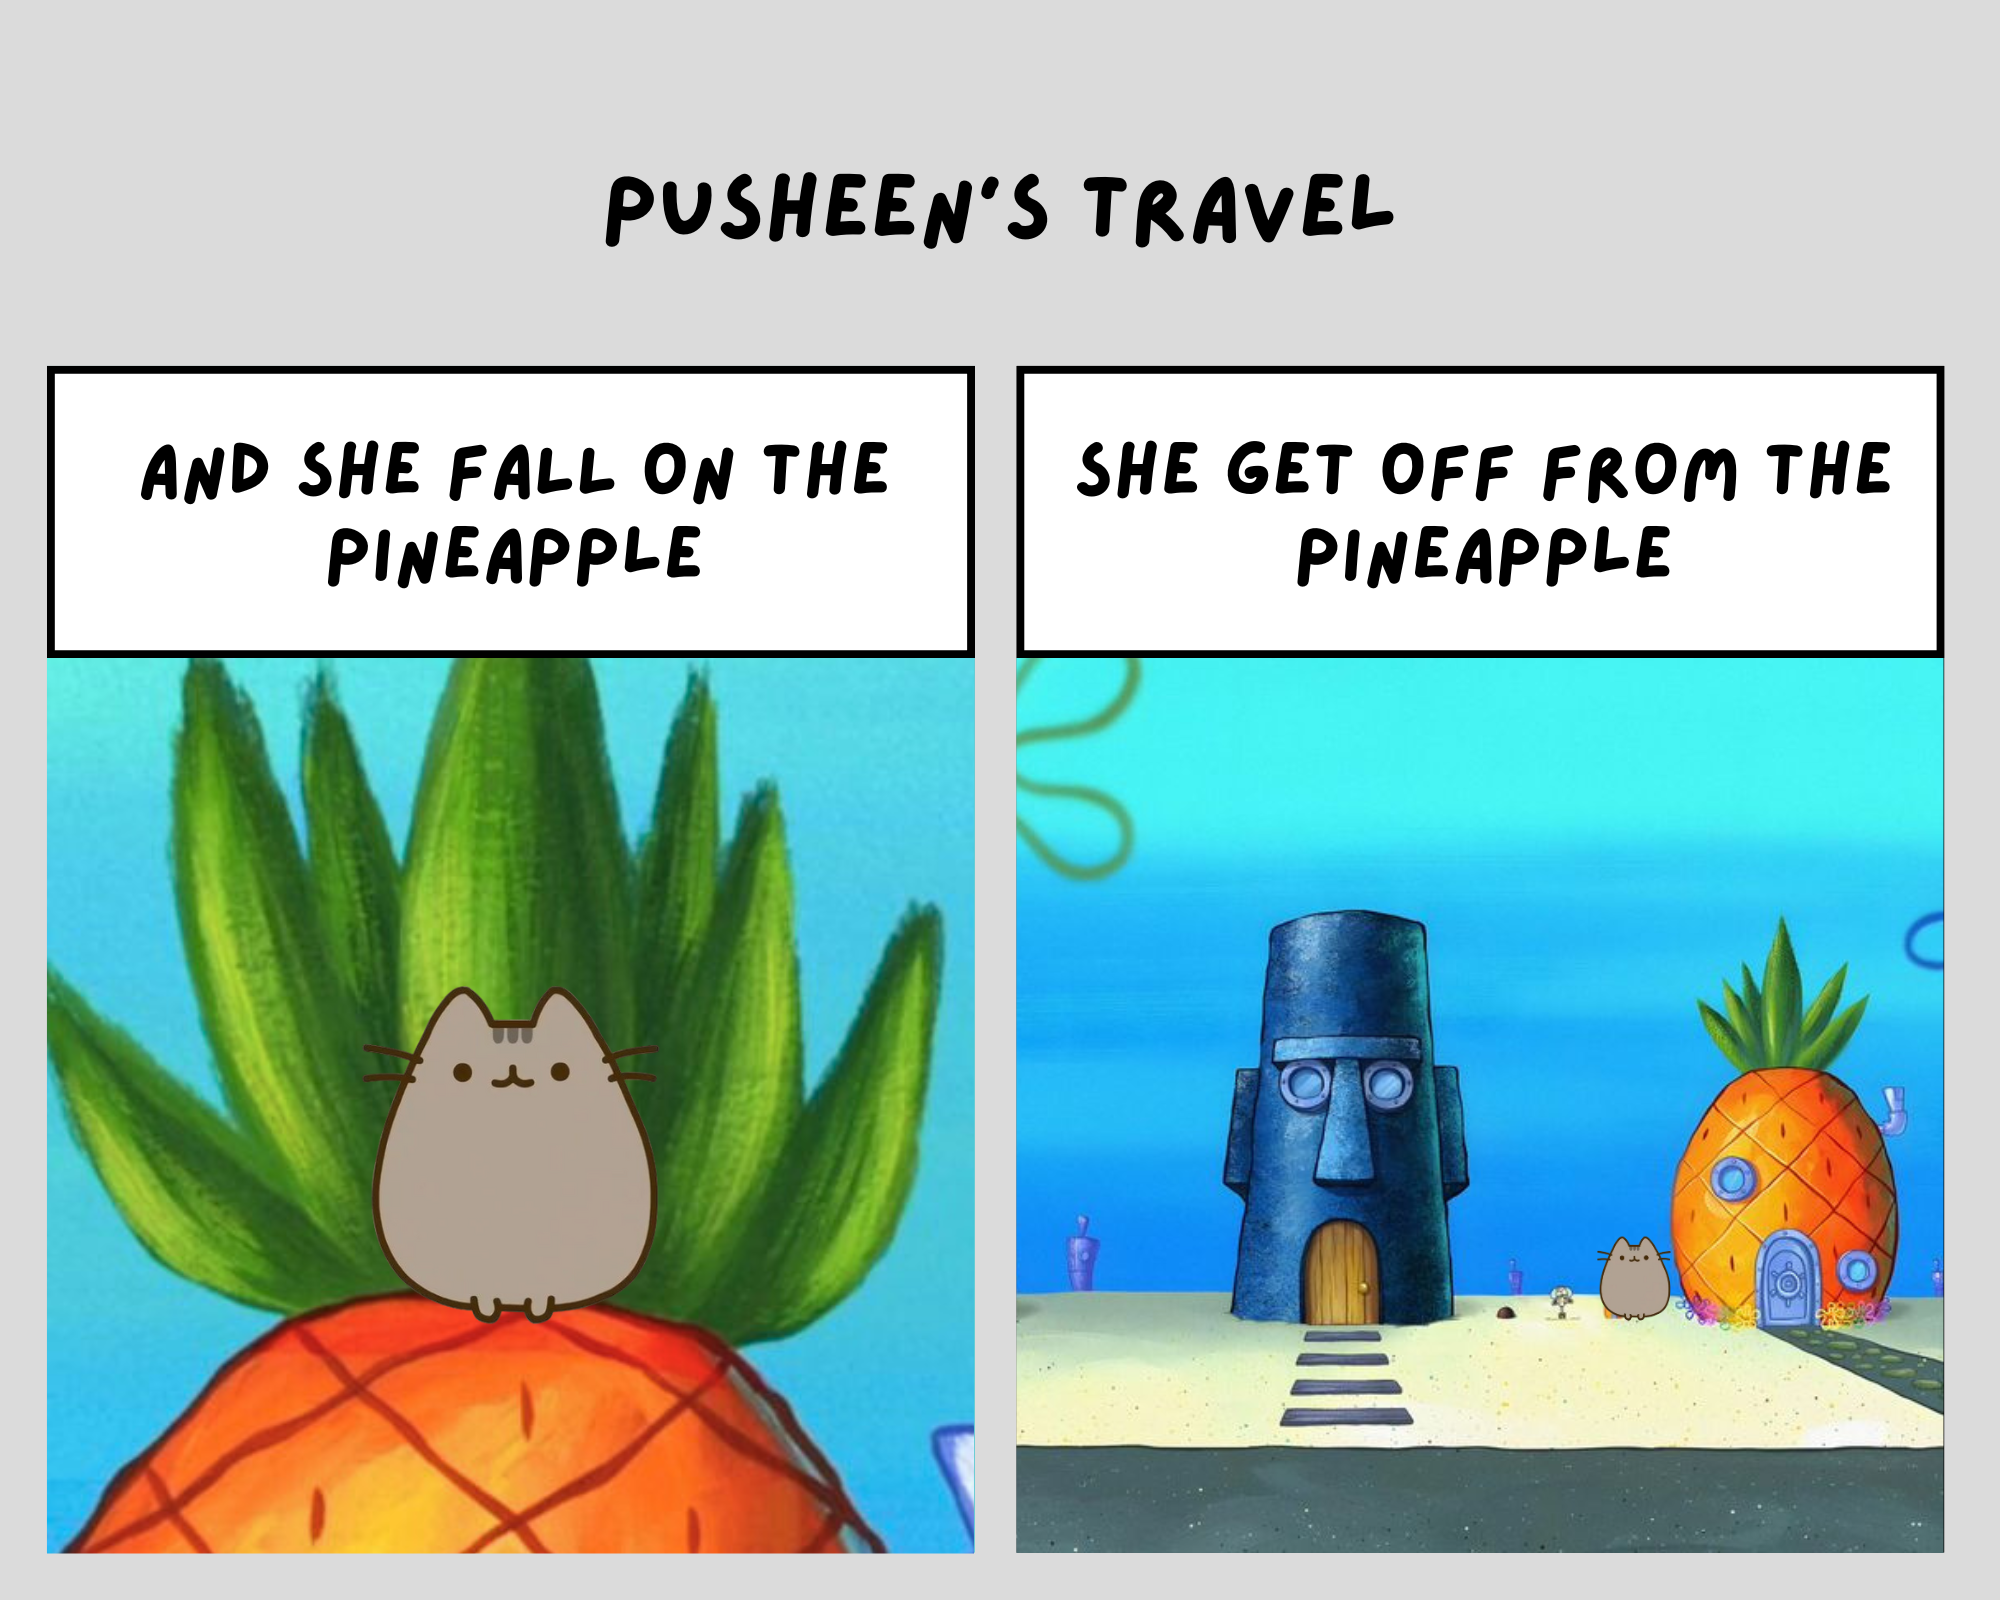 PUSHEEN'S TRAVEL
AND SHE FALL ON THE
PINEAPPLE
SHE GET OFF FROM THE
PINEAPPLE